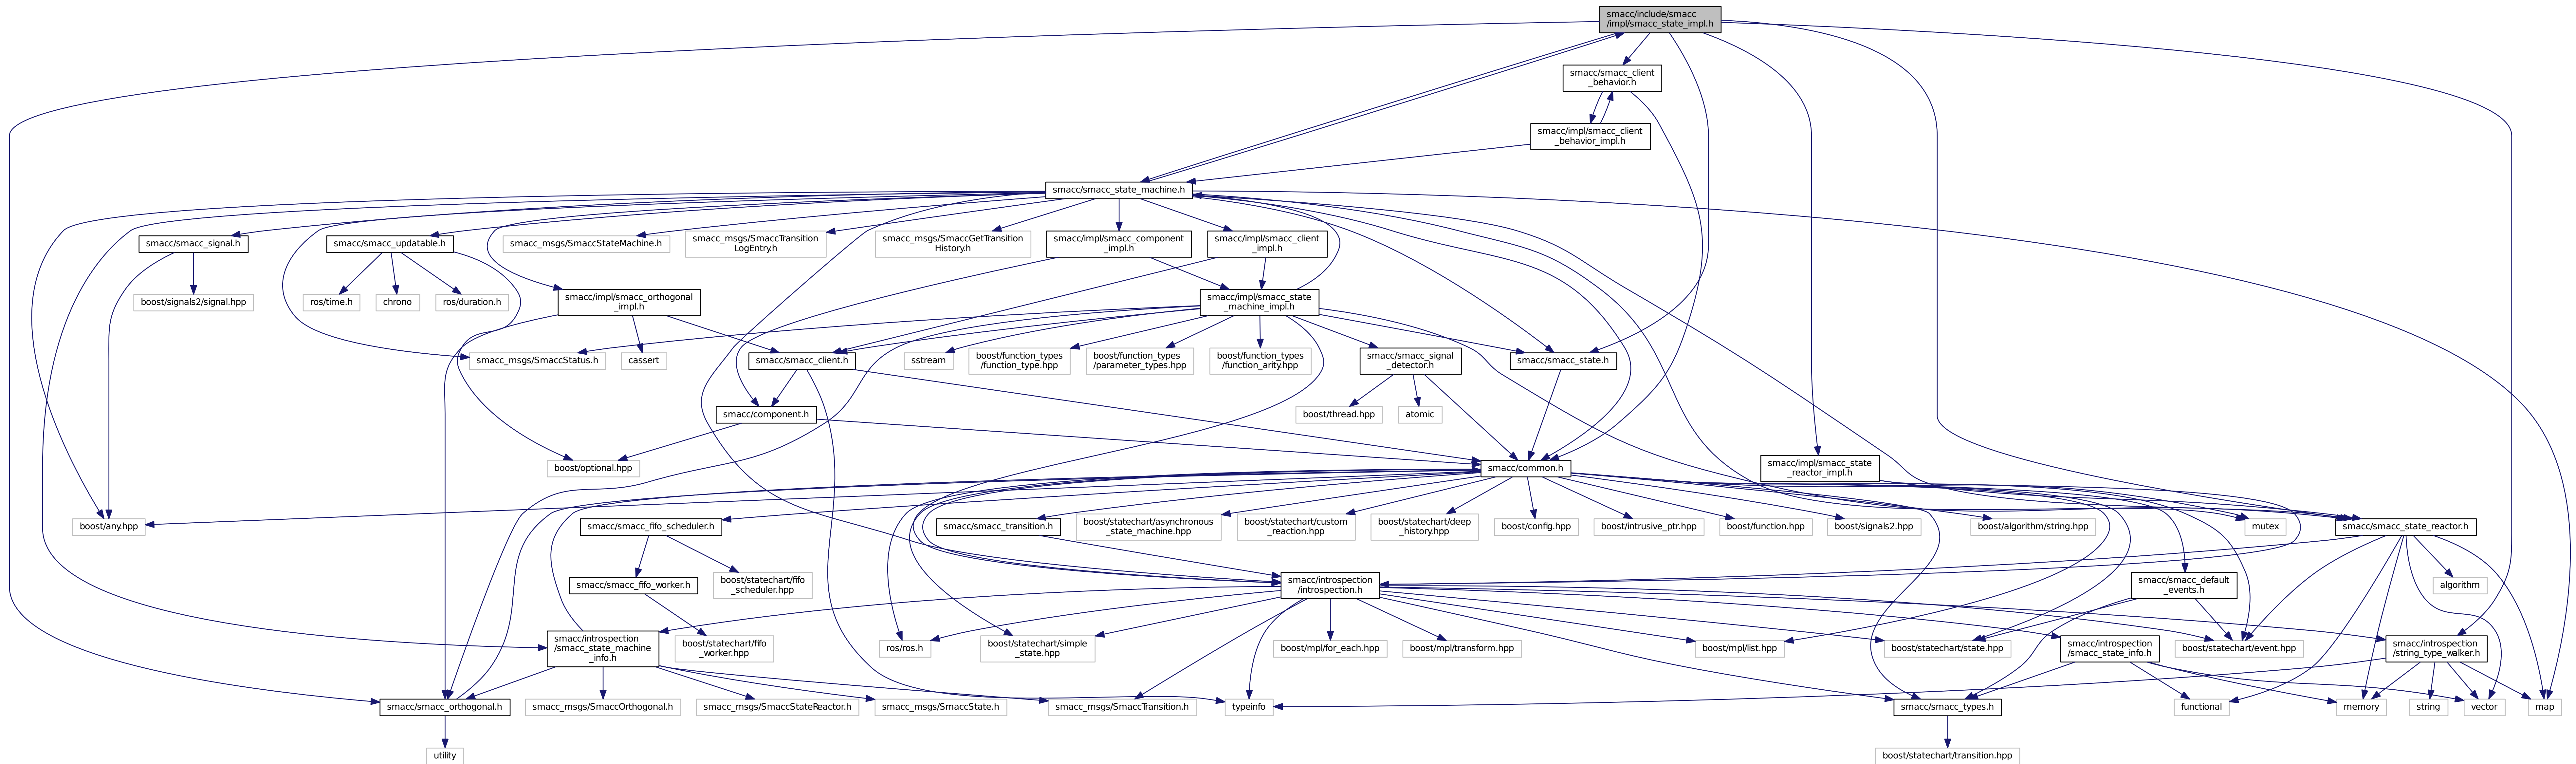 smacc/include/smacc
/impl/smacc_state_impl.h
smacc/smacc_client
_behavior.h
smacc/impl/smacc_client
_behavior_impl.h
smacc/smacc_state_machine.h
smacc/smacc_signal.h
smacc/smacc_updatable.h
smacc_msgs/SmaccStateMachine.h
smacc_msgs/SmaccTransition
LogEntry.h
smacc_msgs/SmaccGetTransition
History.h
smacc/impl/smacc_component
_impl.h
smacc/impl/smacc_client
_impl.h
boost/signals2/signal.hpp
ros/time.h
chrono
ros/duration.h
smacc/impl/smacc_orthogonal
_impl.h
smacc/impl/smacc_state
_machine_impl.h
smacc_msgs/SmaccStatus.h
cassert
smacc/smacc_client.h
sstream
boost/function_types
/function_type.hpp
boost/function_types
/parameter_types.hpp
boost/function_types
/function_arity.hpp
smacc/smacc_signal
_detector.h
smacc/smacc_state.h
smacc/component.h
boost/thread.hpp
atomic
boost/optional.hpp
smacc/common.h
smacc/impl/smacc_state
_reactor_impl.h
boost/any.hpp
smacc/smacc_fifo_scheduler.h
smacc/smacc_transition.h
boost/statechart/asynchronous
_state_machine.hpp
boost/statechart/custom
_reaction.hpp
boost/statechart/deep
_history.hpp
boost/config.hpp
boost/intrusive_ptr.hpp
boost/function.hpp
boost/signals2.hpp
boost/algorithm/string.hpp
mutex
smacc/smacc_state_reactor.h
smacc/smacc_fifo_worker.h
boost/statechart/fifo
_scheduler.hpp
smacc/introspection
/introspection.h
smacc/smacc_default
_events.h
algorithm
smacc/introspection
/smacc_state_machine
_info.h
boost/statechart/fifo
_worker.hpp
ros/ros.h
boost/statechart/simple
_state.hpp
boost/mpl/for_each.hpp
boost/mpl/transform.hpp
boost/mpl/list.hpp
boost/statechart/state.hpp
smacc/introspection
/smacc_state_info.h
boost/statechart/event.hpp
smacc/introspection
/string_type_walker.h
smacc/smacc_orthogonal.h
smacc_msgs/SmaccOrthogonal.h
smacc_msgs/SmaccStateReactor.h
smacc_msgs/SmaccState.h
smacc_msgs/SmaccTransition.h
typeinfo
smacc/smacc_types.h
functional
memory
string
vector
map
utility
boost/statechart/transition.hpp